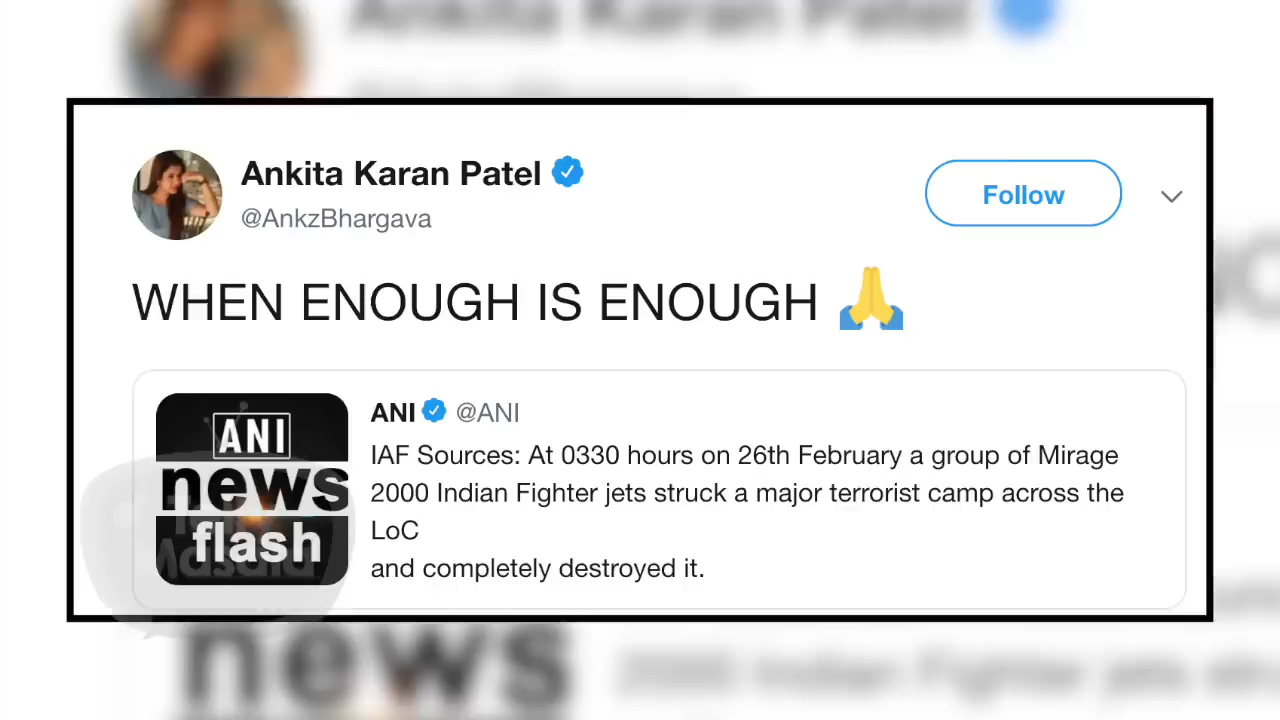 Ankita Karan Patel
@AnkzBhargava
Follow
WHEN ENOUGH IS ENOUGH 🙏
ANI @ANI
IAF Sources: At 0330 hours on 26th February a group of Mirage
2000 Indian Fighter jets struck a major terrorist camp across the
LoC
and completely destroyed it.
ANI
news
flash
Masala